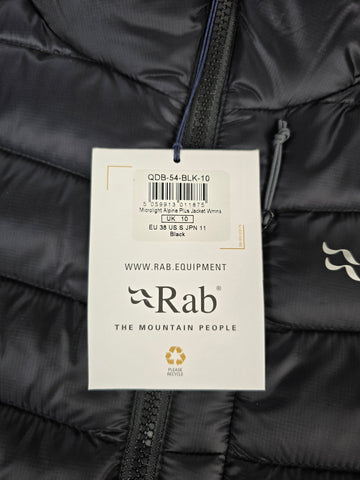 QDB-54-BLK-10
5 059913 011875
Microlight Alpine Plus Jacket Wmns
UK 10
EU 36 US S JPN 11
Black
WWW.RAB.EQUIPMENT
Rab
THE MOUNTAIN PEOPLE
PLEASE
RECYCLE